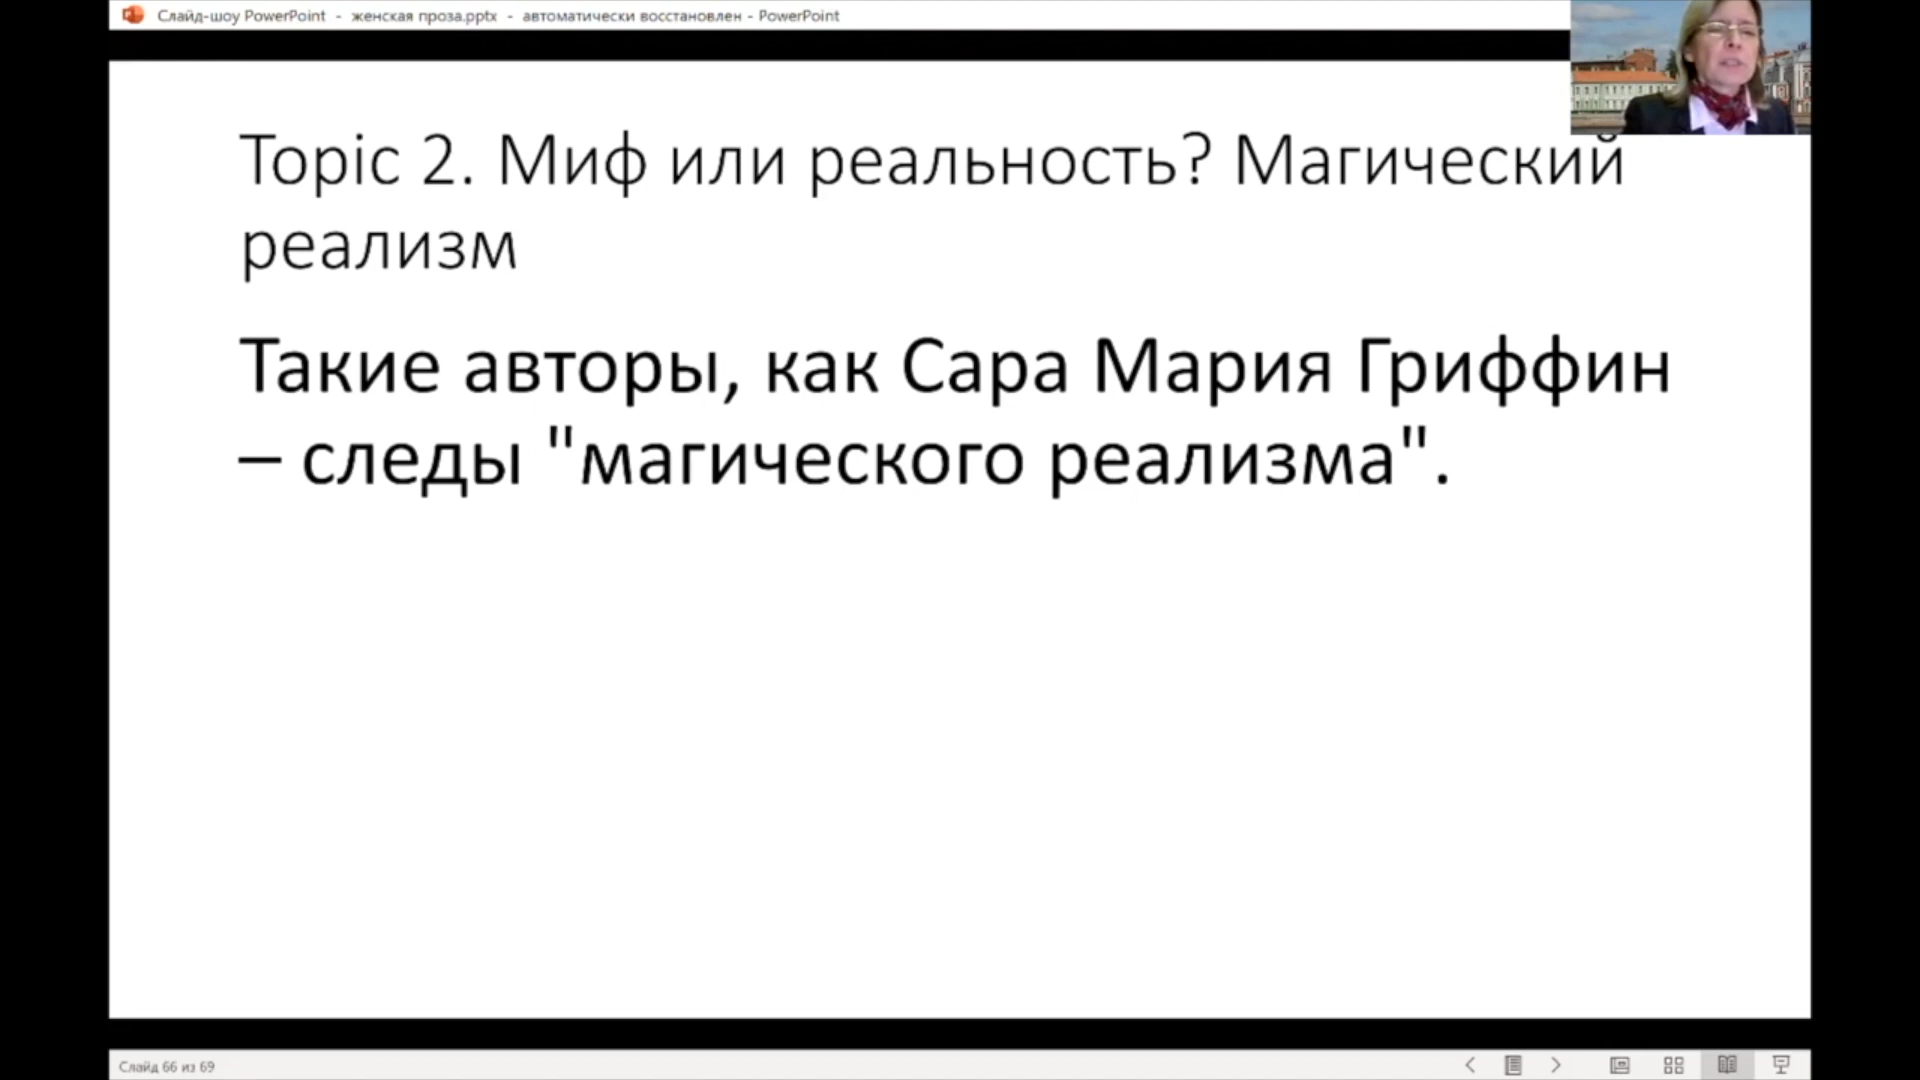 Слайд-шоу PowerPoint - женская проза.pptx - автоматически восстановлен - PowerPoint
Topic 2. Миф или реальность? Магический
реализм
Такие авторы, как Сара Мария Гриффин
– следы "магического реализма".
Слайд 66 из 69